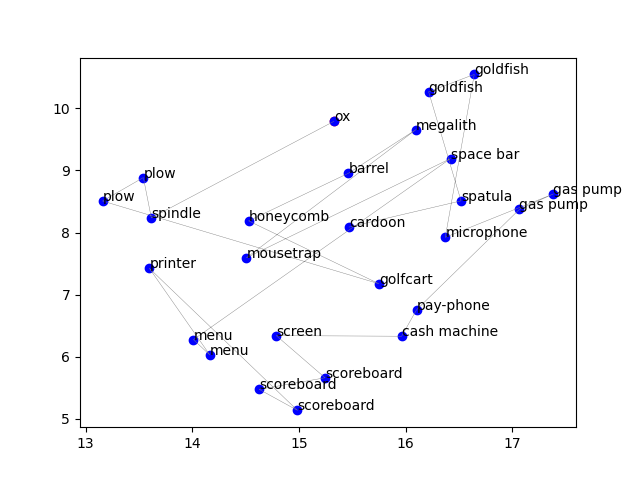 goldfish
goldfish
10
ox
megalith
9
space bar
barrel
plow
plow
gas pump
spatula
gas pump
spindle
honeycomb
cardoon
8
microphone
mousetrap
printer
golfcart
7
pay-phone
menu
screen
cash machine
menu
6
scoreboard
scoreboard
scoreboard
5
13 14 15 16 17